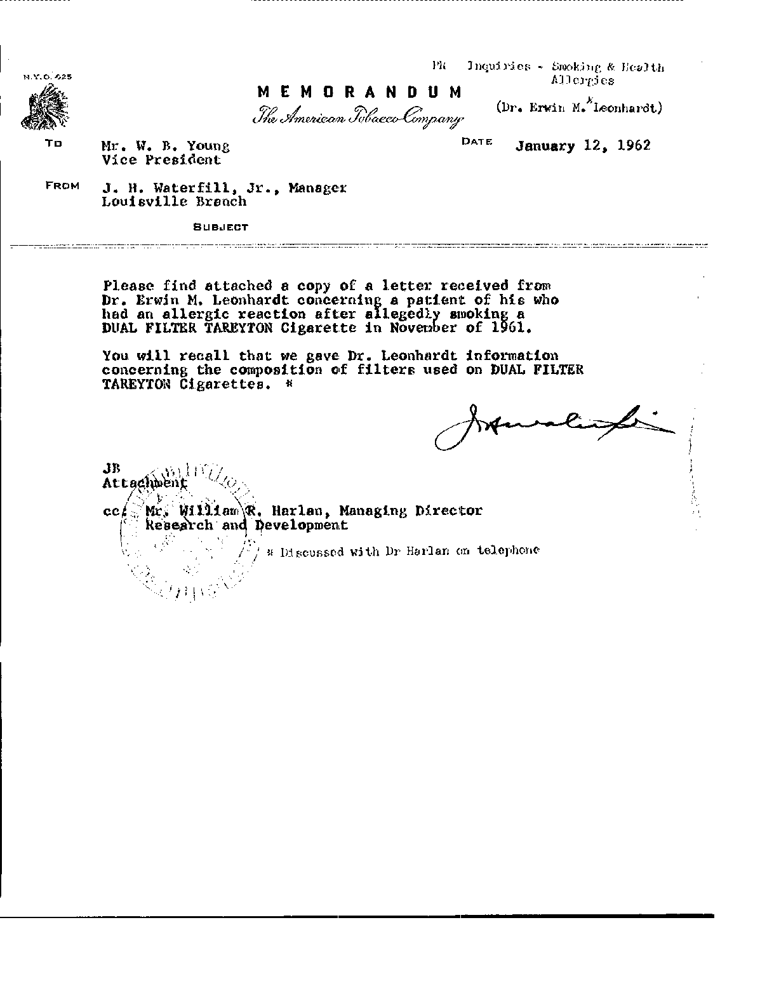 PR Inquiries - Smoking & Health
Allergies
(Dr. Erwin M. Leonhardt)
N.Y.O. 625
MEMORANDUM
The American Tobacco Company
TO Mr. W. B. Young
Vice President
DATE January 12, 1962
FROM J. H. Waterfill, Jr., Manager
Louisville Branch
SUBJECT
Please find attached a copy of a letter received from
Dr. Erwin M. Leonhardt concerning a patient of his who
had an allergic reaction after allegedly smoking a
DUAL FILTER TAREYTON Cigarette in November of 1961.
You will recall that we gave Dr. Leonhardt information
concerning the composition of filters used on DUAL FILTER
TAREYTON Cigarettes. *
JB
Attachment
cc: Mr. William R. Harlan, Managing Director
Research and Development
* Discussed with Dr Harlan on telephone